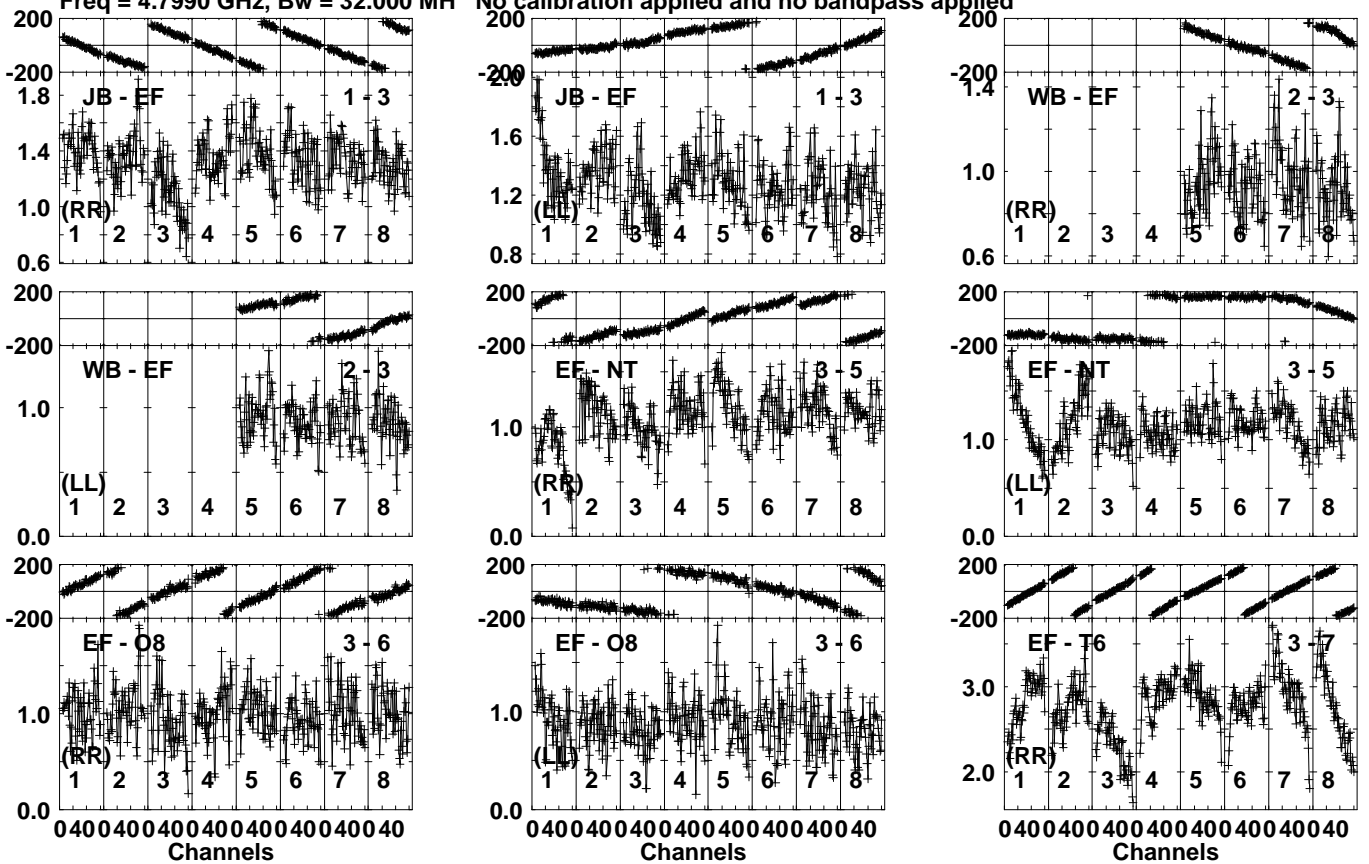 Freq = 4.7990 GHz, Bw = 32.000 MH No calibration applied and no bandpass applied
200 200 200
-200 -200 -200
JB - EF 1 - 3
1.8
1.4
1.0
0.6
(RR)
1 2 3 4 5 6 7 8
JB - EF 1 - 3
2.0
1.6
1.2
0.8
(LL)
1 2 3 4 5 6 7 8
WB - EF 2 - 3
1.4
1.0
0.6
(RR)
1 2 3 4 5 6 7 8
200 200 200
-200 -200 -200
WB - EF 2 - 3
1.0
0.0
(LL)
1 2 3 4 5 6 7 8
EF - NT 3 - 5
1.0
0.0
(RR)
1 2 3 4 5 6 7 8
EF - NT 3 - 5
1.0
0.0
(LL)
1 2 3 4 5 6 7 8
200 200 200
-200 -200 -200
EF - O8 3 - 6
1.0
0.0
(RR)
1 2 3 4 5 6 7 8
EF - O8 3 - 6
1.0
0.0
(LL)
1 2 3 4 5 6 7 8
EF - T6 3 - 7
3.0
2.0
(RR)
1 2 3 4 5 6 7 8
0 40 0 40 0 40 0 40 0 40 0 40 0 40 0 40
Channels
0 40 0 40 0 40 0 40 0 40 0 40 0 40 0 40
Channels
0 40 0 40 0 40 0 40 0 40 0 40 0 40 0 40
Channels